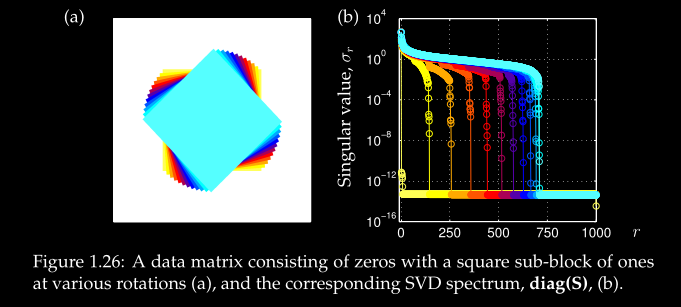 (a)
(b)
Singular value, σr
10^4
10^0
10^-4
10^-8
10^-12
10^-16
0 250 500 750 1000 r
Figure 1.26: A data matrix consisting of zeros with a square sub-block of ones
at various rotations (a), and the corresponding SVD spectrum, diag(S), (b).